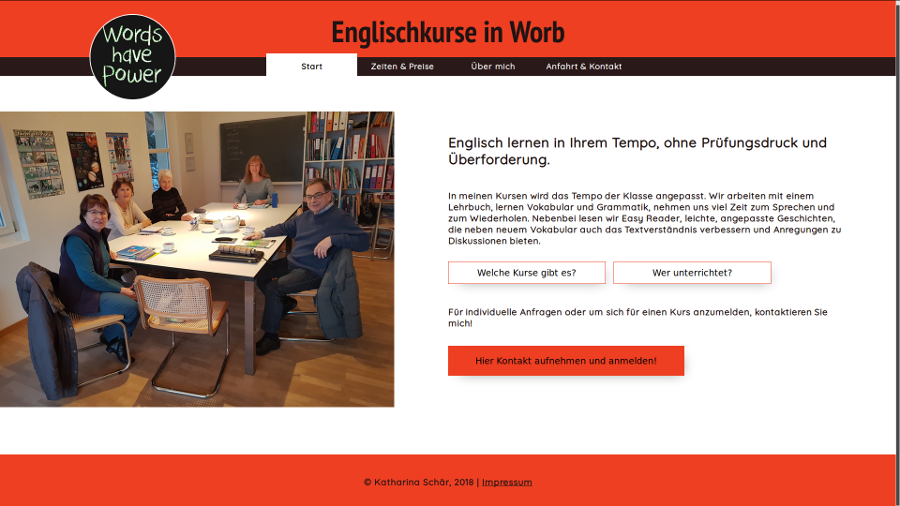 Words
have
Power
Englischkurse in Worb
Start Zeiten & Preise Über mich Anfahrt & Kontakt
Englisch lernen in Ihrem Tempo, ohne Prüfungsdruck und
Überforderung.
In meinen Kursen wird das Tempo der Klasse angepasst. Wir arbeiten mit einem
Lehrbuch, lernen Vokabular und Grammatik, nehmen uns viel Zeit zum Sprechen und
zum Wiederholen. Nebenbei lesen wir Easy Reader, leichte, angepasste Geschichten,
die neben neuem Vokabular auch das Textverständnis verbessern und Anregungen zu
Diskussionen bieten.
Welche Kurse gibt es? Wer unterrichtet?
Für individuelle Anfragen oder um sich für einen Kurs anzumelden, kontaktieren Sie
mich!
Hier Kontakt aufnehmen und anmelden!
© Katharina Schär, 2018 | Impressum